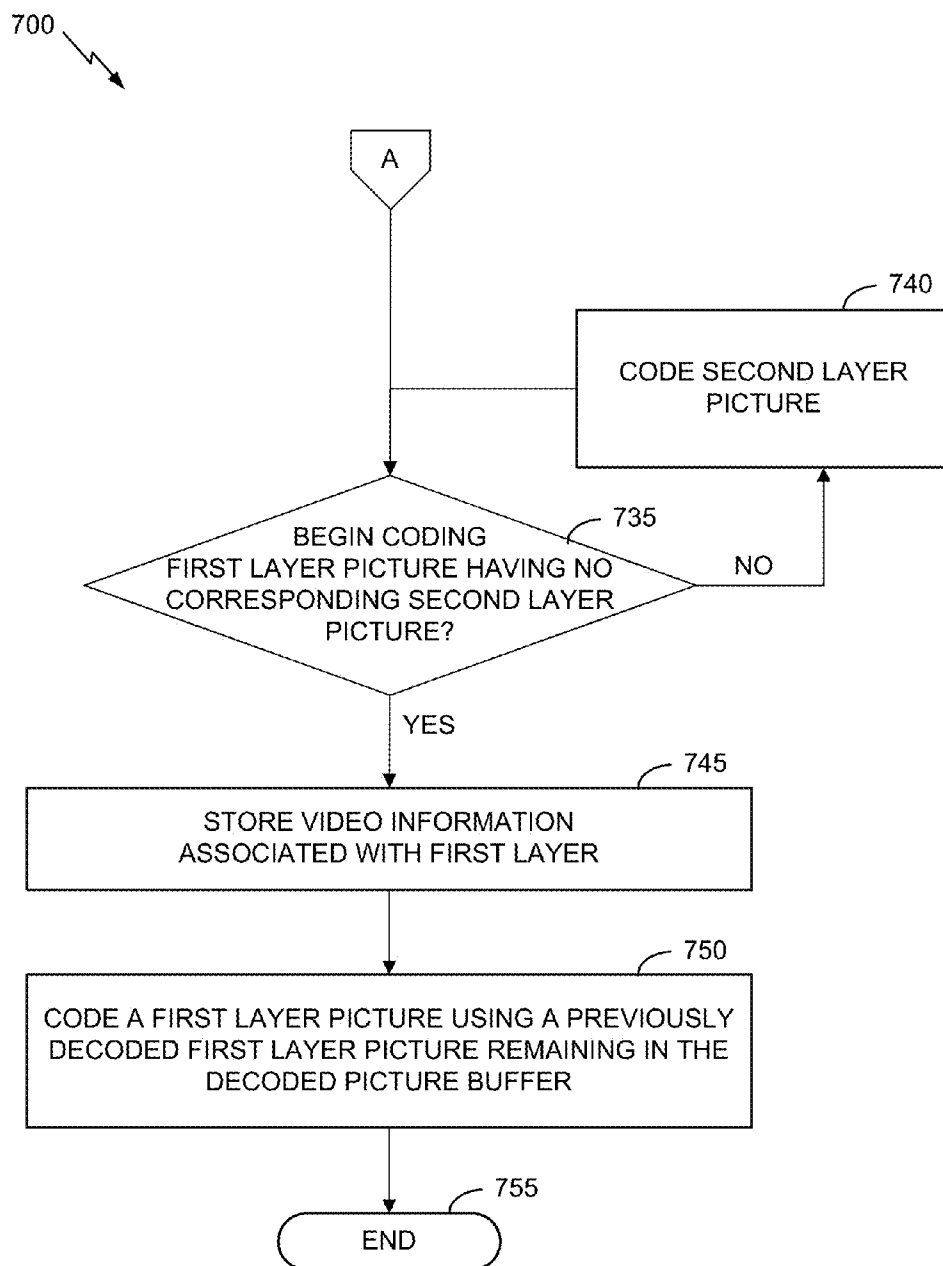 700
A
740
CODE SECOND LAYER
PICTURE
735
BEGIN CODING
FIRST LAYER PICTURE HAVING NO
CORRESPONDING SECOND LAYER
PICTURE?
NO
YES
745
STORE VIDEO INFORMATION
ASSOCIATED WITH FIRST LAYER
750
CODE A FIRST LAYER PICTURE USING A PREVIOUSLY
DECODED FIRST LAYER PICTURE REMAINING IN THE
DECODED PICTURE BUFFER
755
END